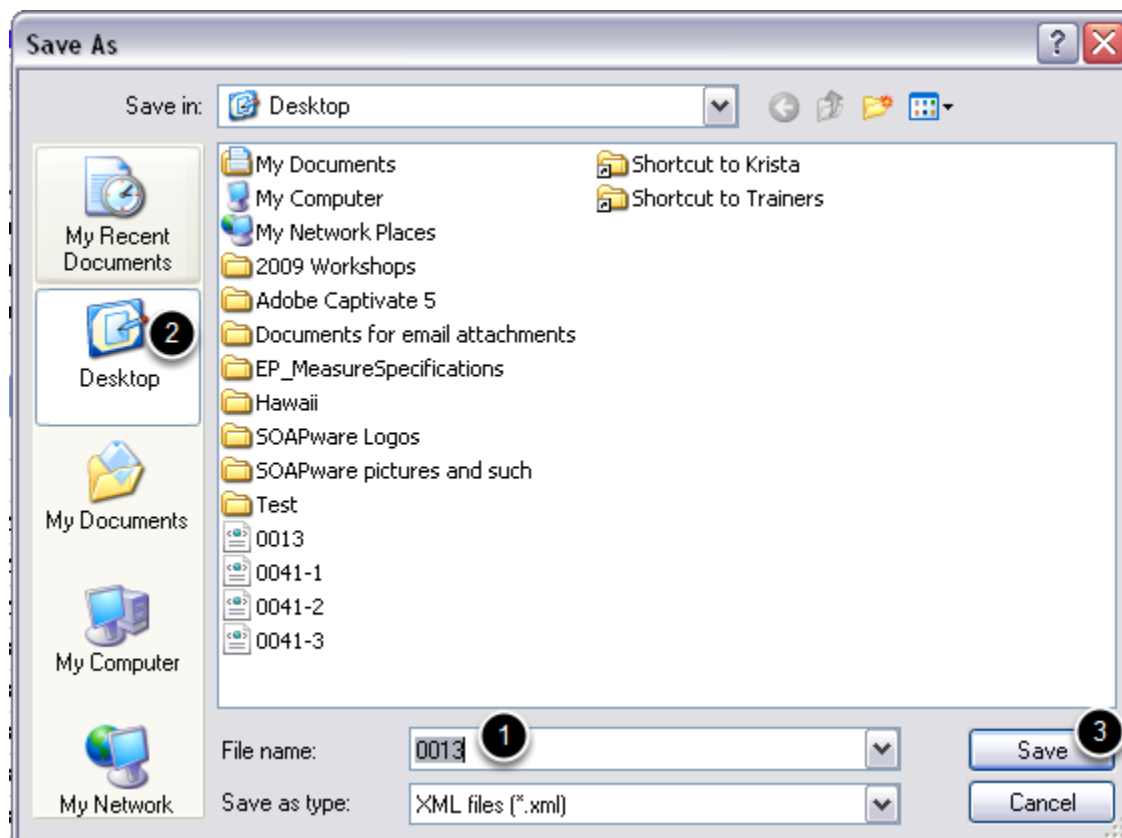 Save As
Save in:
Desktop
My Recent
Documents
Desktop
2
My Documents
My Computer
My Network
My Documents
My Computer
My Network Places
2009 Workshops
Adobe Captivate 5
Documents for email attachments
EP_MeasureSpecifications
Hawaii
SOAPware Logos
SOAPware pictures and such
Test
0013
0041-1
0041-2
0041-3
Shortcut to Krista
Shortcut to Trainers
File name:
0013
1
Save
3
Save as type:
XML files (*.xml)
Cancel